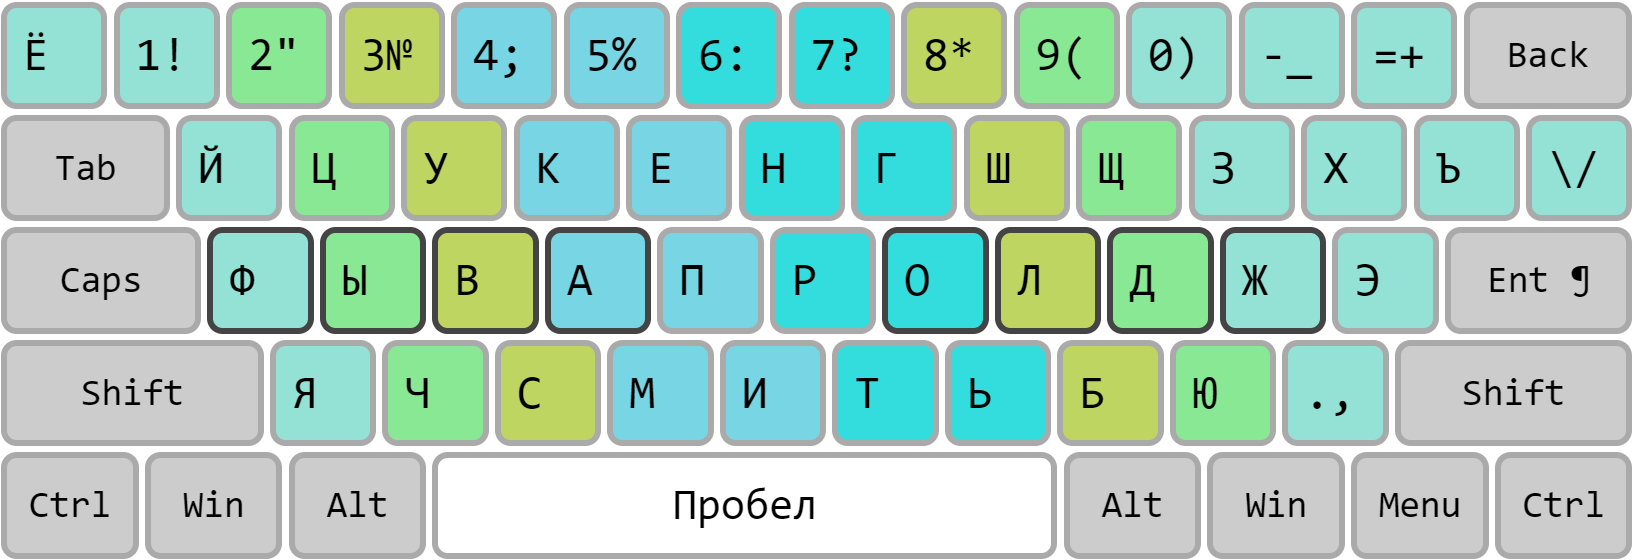 Ё 1! 2" 3№ 4; 5% 6: 7? 8* 9( 0) -_ =+ Back
Tab Й Ц У К Е Н Г Ш Щ З Х Ъ \/
Caps Ф Ы В А П Р О Л Д Ж Э Ent ¶
Shift Я Ч С М И Т Ь Б Ю ., Shift
Ctrl Win Alt Пробел Alt Win Menu Ctrl